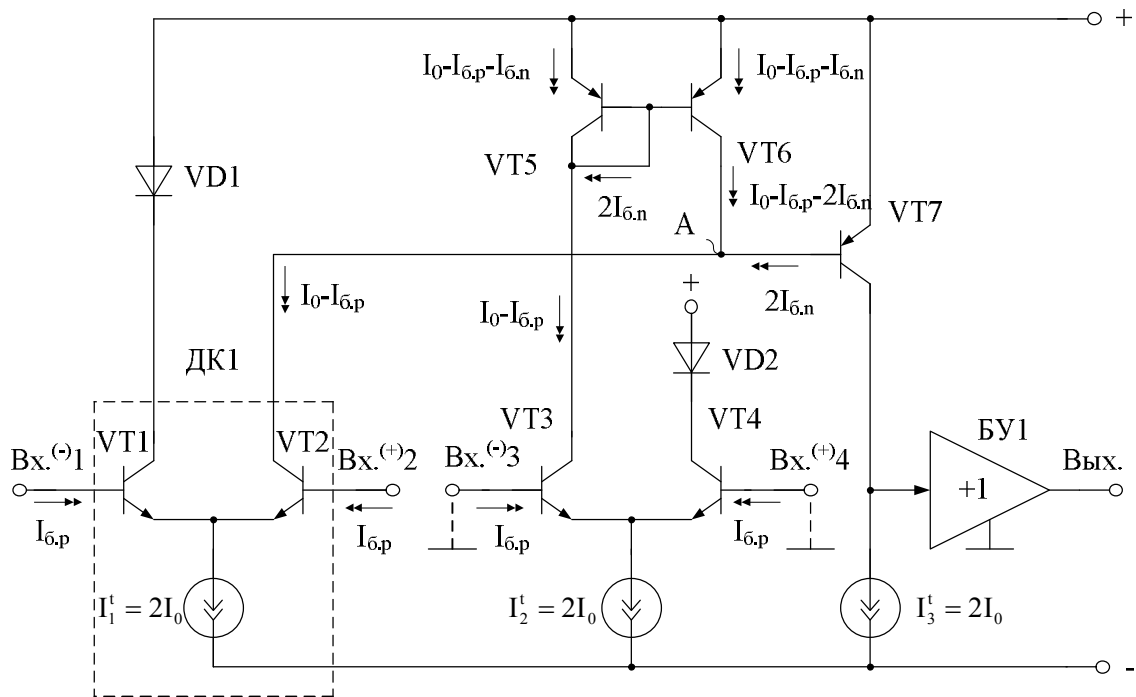 +
I₀-Iб.р-Iб.п
I₀-Iб.р-Iб.п
VT5
VT6
VD1
2Iб.п
I₀-Iб.р-2Iб.п
VT7
A
I₀-Iб.р
I₀-Iб.р
+
2Iб.п
VD2
ДК1
VT1
VT2
VT3
VT4
БУ1
Вх.⁽⁻⁾1
Вх.⁽⁺⁾2
Вх.⁽⁻⁾3
Вх.⁽⁺⁾4
+1
Вых.
Iб.р
Iб.р
Iб.р
Iб.р
I₁ᵗ = 2I₀
I₂ᵗ = 2I₀
I₃ᵗ = 2I₀
-